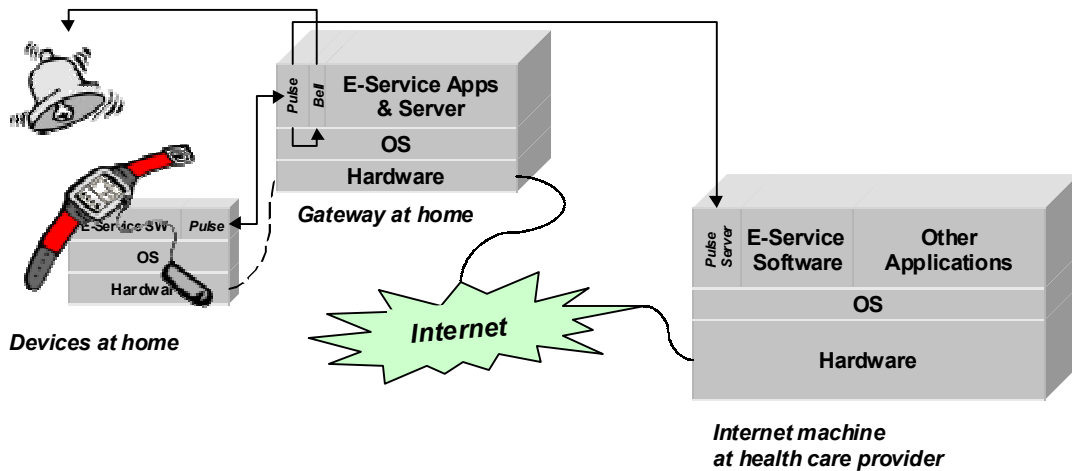 Pulse
Bell
E-Service Apps
& Server
OS
Hardware
Gateway at home
E-Service SW
Pulse
OS
Hardwar
Devices at home
Internet
Pulse
Server
E-Service
Software
Other
Applications
OS
Hardware
Internet machine
at health care provider